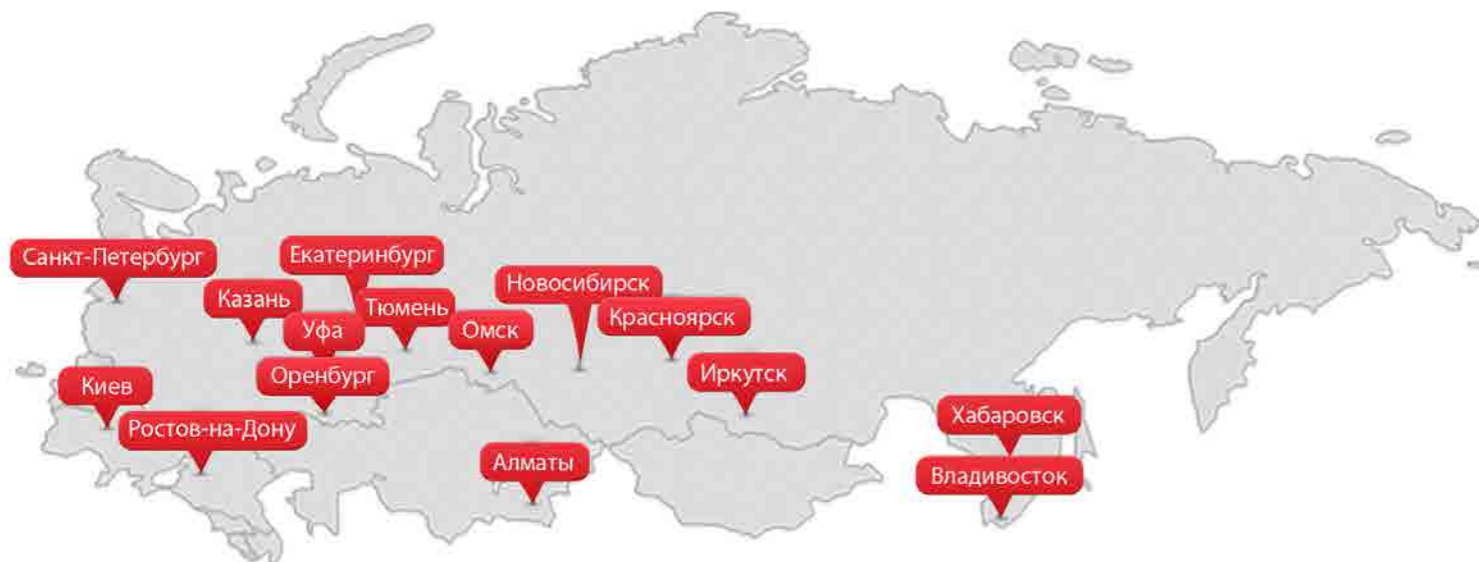 Санкт-Петербург
Екатеринбург
Новосибирск
Казань
Тюмень
Красноярск
Уфа
Омск
Оренбург
Иркутск
Киев
Хабаровск
Ростов-на-Дону
Алматы
Владивосток